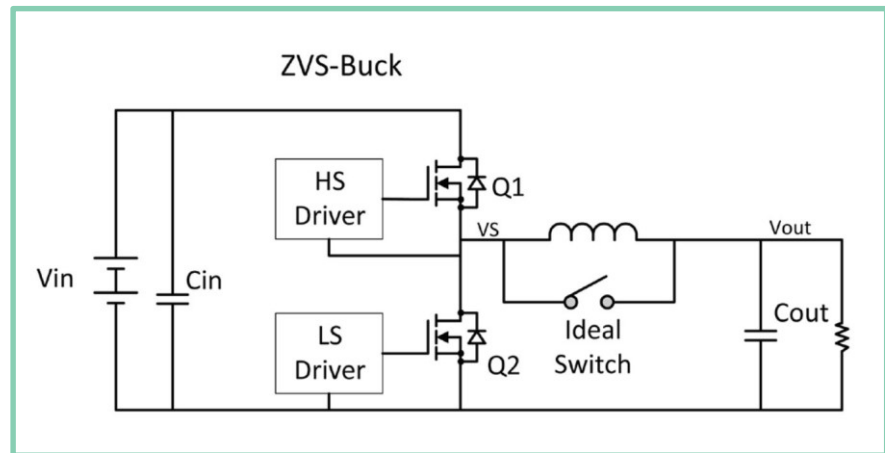 ZVS-Buck
HS
Driver
Q1
VS
Vout
Vin
Cin
LS
Driver
Q2
Ideal
Switch
Cout